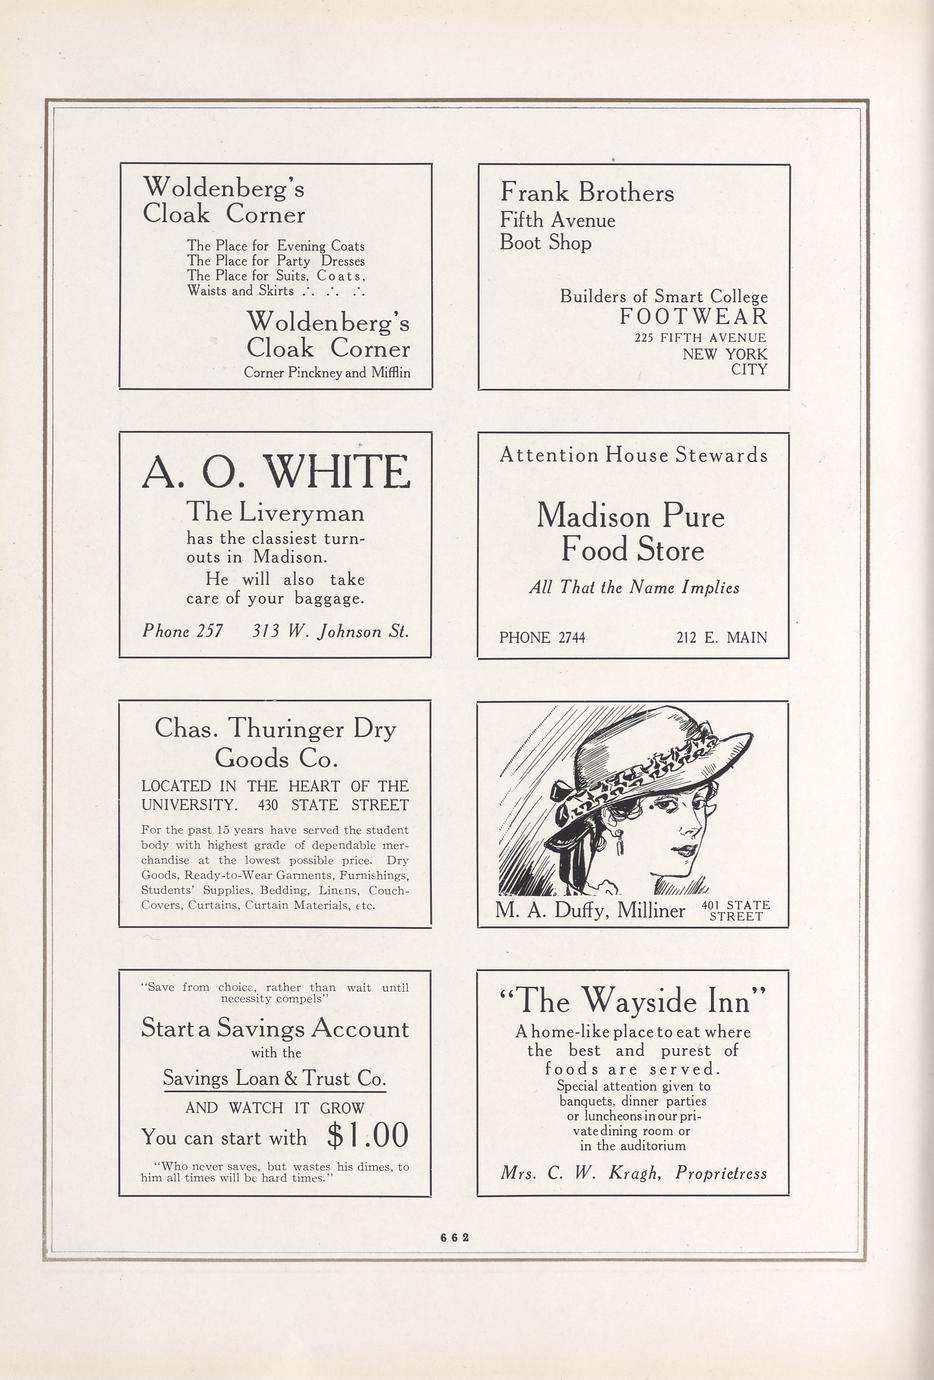 Woldenberg's
Cloak Corner
The Place for Evening Coats
The Place for Party Dresses
The Place for Suits, Coats,
Waists and Skirts ∴ ∴ ∴
Woldenberg's
Cloak Corner
Corner Pinckney and Mifflin
Frank Brothers
Fifth Avenue
Boot Shop
Builders of Smart College
FOOTWEAR
225 FIFTH AVENUE
NEW YORK
CITY
A. O. WHITE
The Liveryman
has the classiest turn-
outs in Madison.
He will also take
care of your baggage.
Phone 257 313 W. Johnson St.
Attention House Stewards
Madison Pure
Food Store
All That the Name Implies
PHONE 2744 212 E. MAIN
Chas. Thuringer Dry
Goods Co.
LOCATED IN THE HEART OF THE
UNIVERSITY. 430 STATE STREET
For the past 15 years have served the student
body with highest grade of dependable mer-
chandise at the lowest possible price. Dry
Goods, Ready-to-Wear Garments, Furnishings,
Students' Supplies, Bedding, Linens, Couch-
Covers, Curtains, Curtain Materials, etc.
M. A. Duffy, Milliner 401 STATE
STREET
"Save from choice, rather than wait until
necessity compels"
Start a Savings Account
with the
Savings Loan & Trust Co.
AND WATCH IT GROW
You can start with $1.00
"Who never saves, but wastes his dimes, to
him all times will be hard times."
"The Wayside Inn"
A home-like place to eat where
the best and purest of
foods are served.
Special attention given to
banquets, dinner parties
or luncheons in our pri-
vate dining room or
in the auditorium
Mrs. C. W. Kragh, Proprietress
662